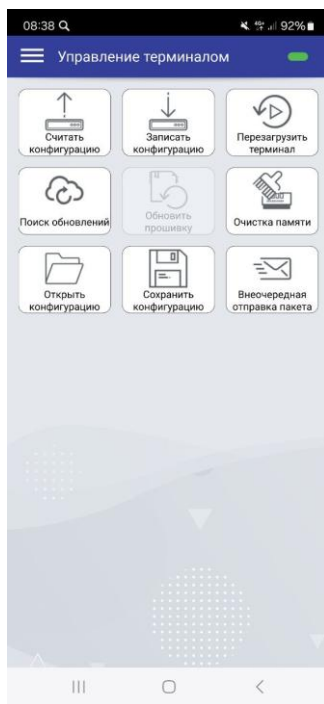 08:38
92%
Управление терминалом
Считать
конфигурацию
Записать
конфигурацию
Перезагрузить
терминал
Поиск обновлений
Обновить
прошивку
Очистка памяти
Открыть
конфигурацию
Сохранить
конфигурацию
Внеочередная
отправка пакета